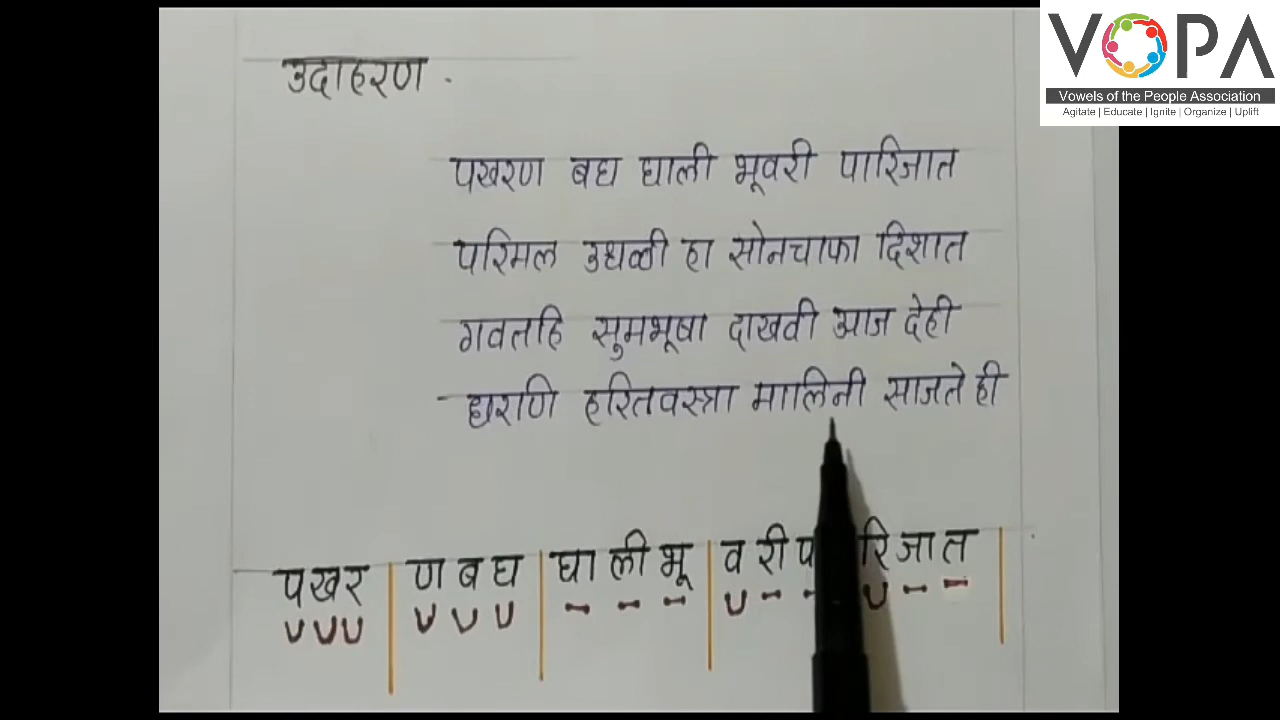 VOPA
Vowels of the People Association
Agitate | Educate | Ignite | Organize | Uplift
उदाहरण .
पखरण बघ घाली भूवरी पारिजात
परिमल उधळी हा सोनचाफा दिशात
गवतहि सुमभूषा दाखवी आज देही
धरणि हरितवस्त्रा मालिनी साजते ही
पखर | णबघ | घालीभू | वरीप रिजात |
U U U U U U - - - U - - U - -